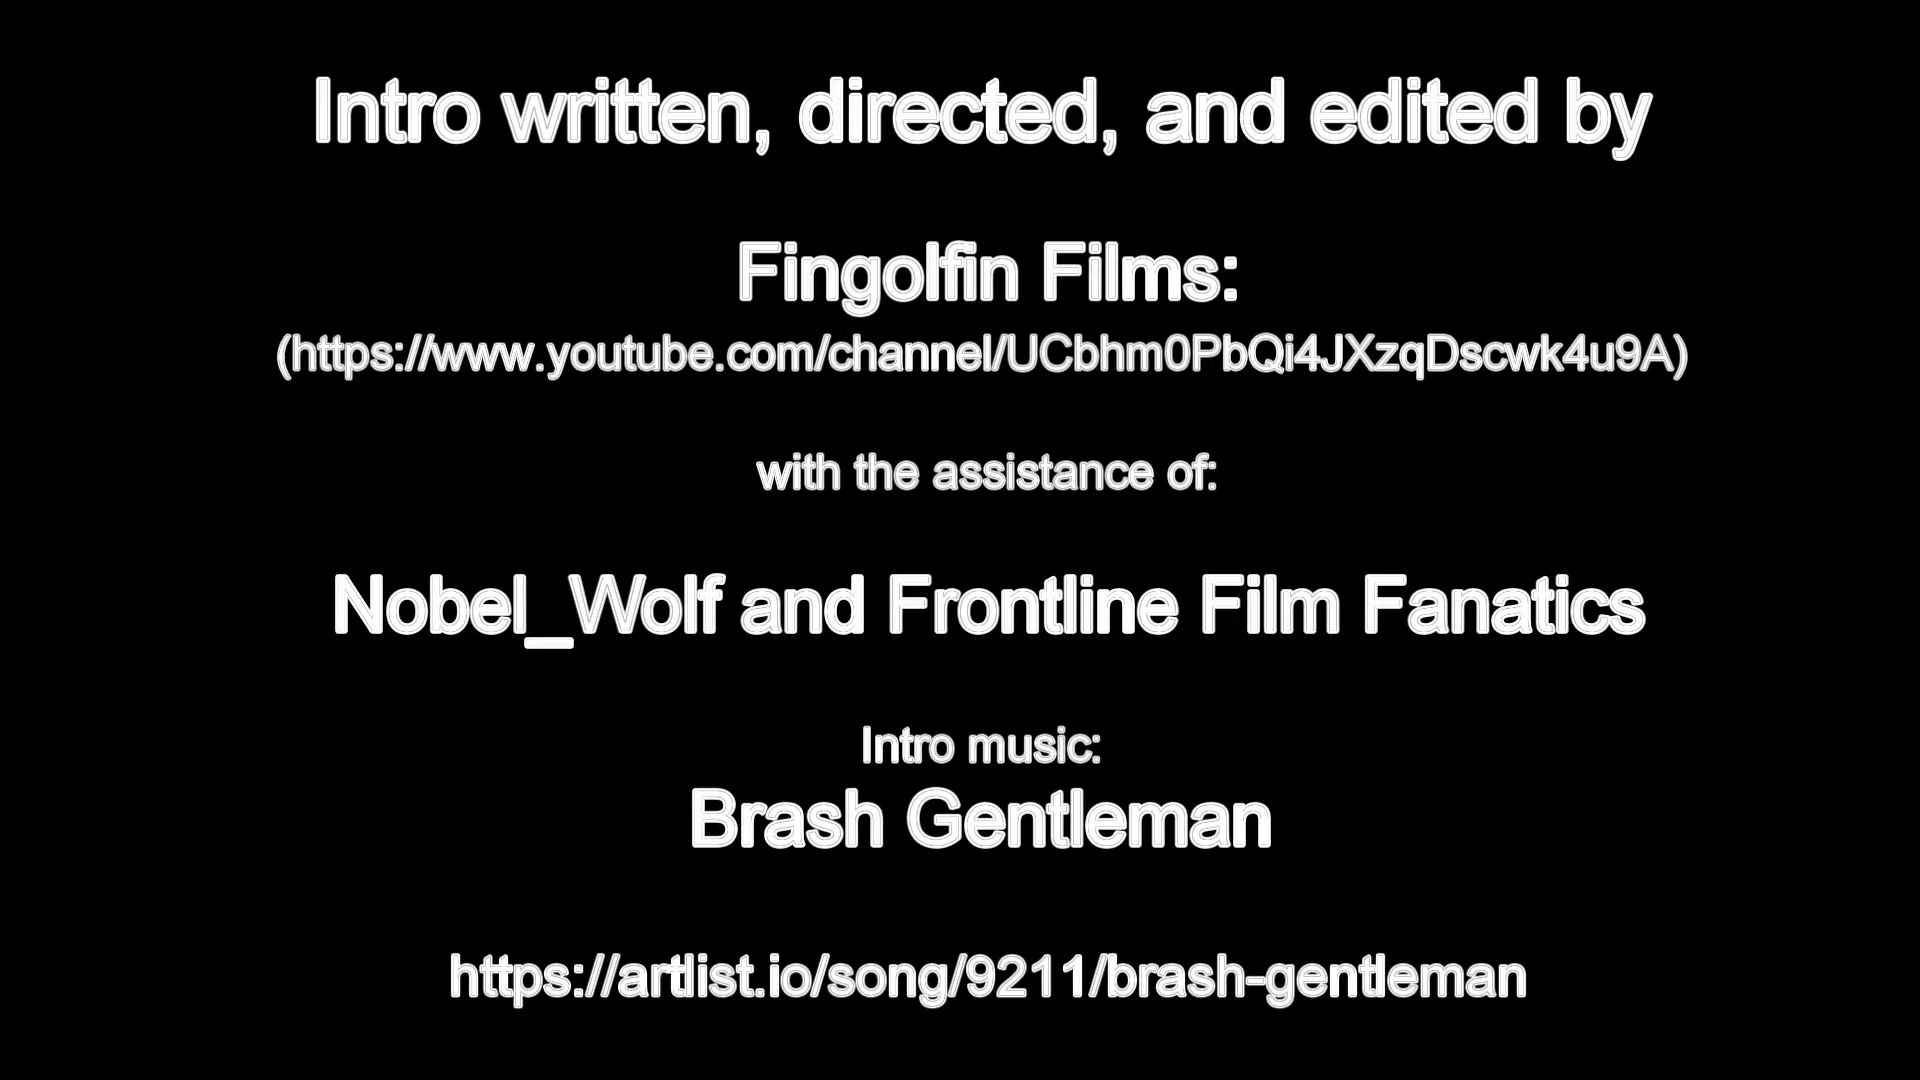 Intro written, directed, and edited by
Fingolfin Films:
(https://www.youtube.com/channel/UCbhm0PbQi4JXzqDscwk4u9A)
with the assistance of:
Nobel_Wolf and Frontline Film Fanatics
Intro music:
Brash Gentleman
https://artlist.io/song/9211/brash-gentleman